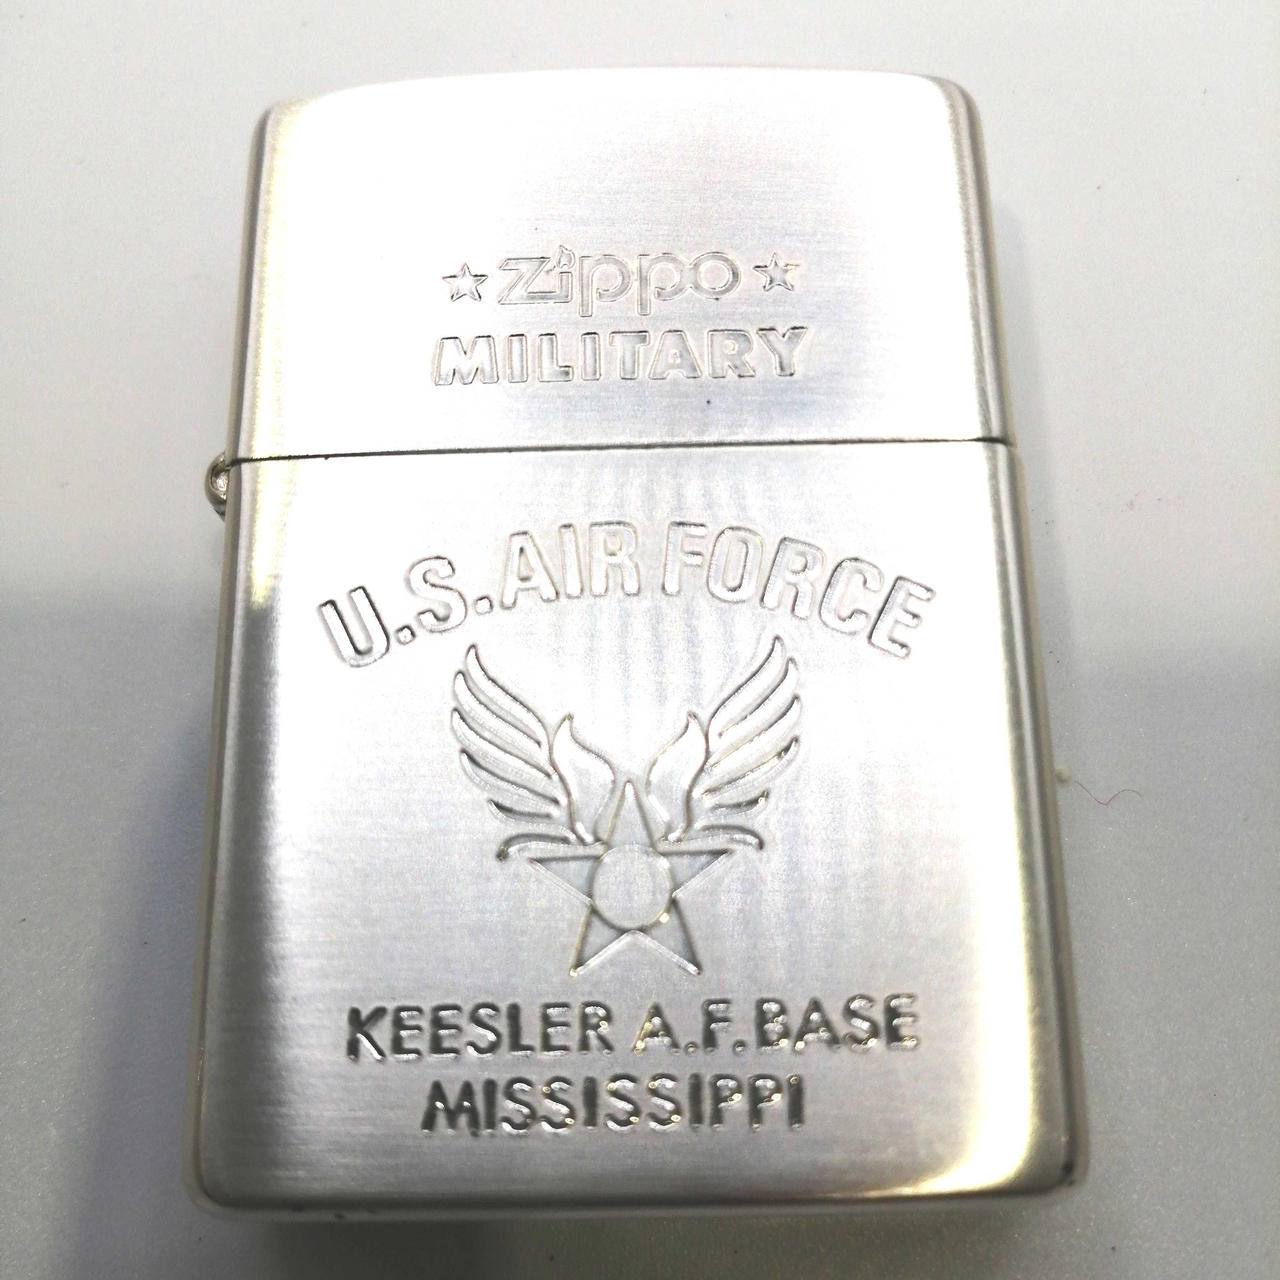 Zippo
MILITARY
U.S. AIR FORCE
KEESLER A.F. BASE
MISSISSIPPI